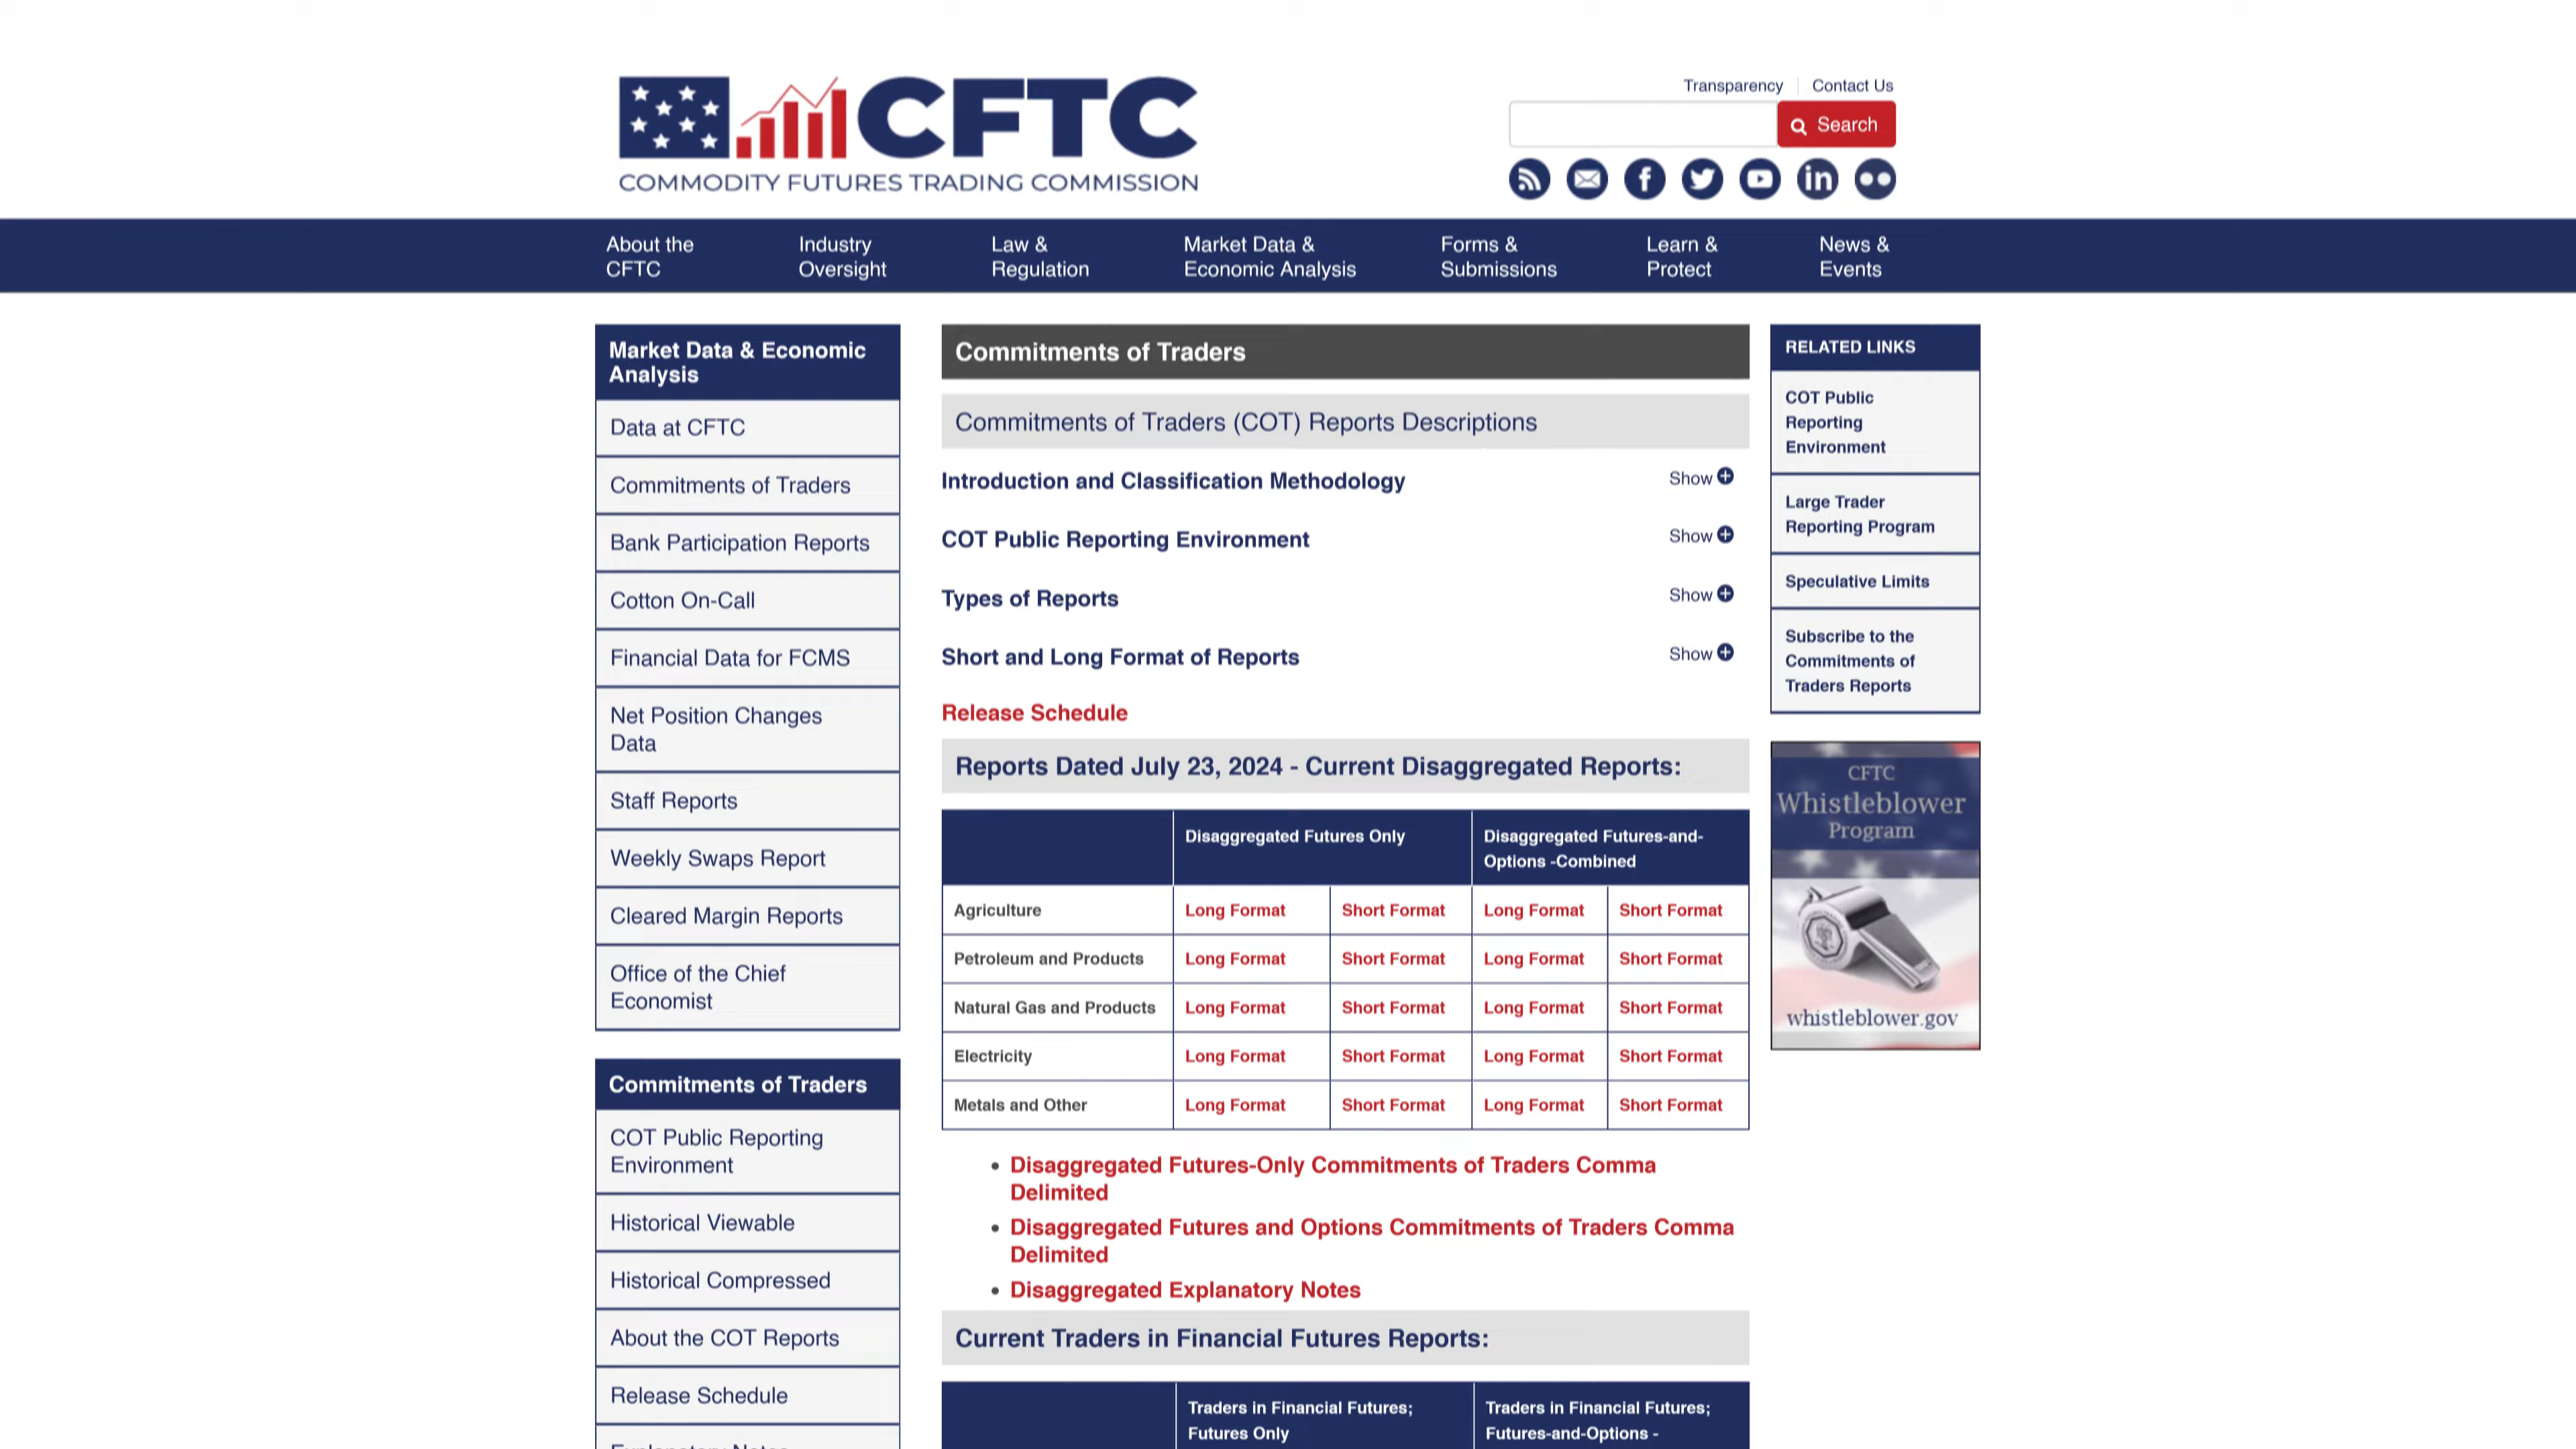 CFTC
COMMODITY FUTURES TRADING COMMISSION
Transparency
Contact Us
Search
About the
CFTC
Industry
Oversight
Law &
Regulation
Market Data &
Economic Analysis
Forms &
Submissions
Learn &
Protect
News &
Events
Market Data & Economic
Analysis
Data at CFTC
Commitments of Traders
Bank Participation Reports
Cotton On-Call
Financial Data for FCMS
Net Position Changes
Data
Staff Reports
Weekly Swaps Report
Cleared Margin Reports
Office of the Chief
Economist
Commitments of Traders
COT Public Reporting
Environment
Historical Viewable
Historical Compressed
About the COT Reports
Release Schedule
Explanatory Notes
Commitments of Traders
Commitments of Traders (COT) Reports Descriptions
Introduction and Classification Methodology Show
COT Public Reporting Environment Show
Types of Reports Show
Short and Long Format of Reports Show
Release Schedule
Reports Dated July 23, 2024 - Current Disaggregated Reports:
Disaggregated Futures Only
Disaggregated Futures-and-
Options -Combined
Agriculture Long Format Short Format Long Format Short Format
Petroleum and Products Long Format Short Format Long Format Short Format
Natural Gas and Products Long Format Short Format Long Format Short Format
Electricity Long Format Short Format Long Format Short Format
Metals and Other Long Format Short Format Long Format Short Format
• Disaggregated Futures-Only Commitments of Traders Comma
Delimited
• Disaggregated Futures and Options Commitments of Traders Comma
Delimited
• Disaggregated Explanatory Notes
Current Traders in Financial Futures Reports:
Traders in Financial Futures;
Futures Only
Traders in Financial Futures;
Futures-and-Options -
RELATED LINKS
COT Public
Reporting
Environment
Large Trader
Reporting Program
Speculative Limits
Subscribe to the
Commitments of
Traders Reports
CFTC
Whistleblower
Program
whistleblower.gov